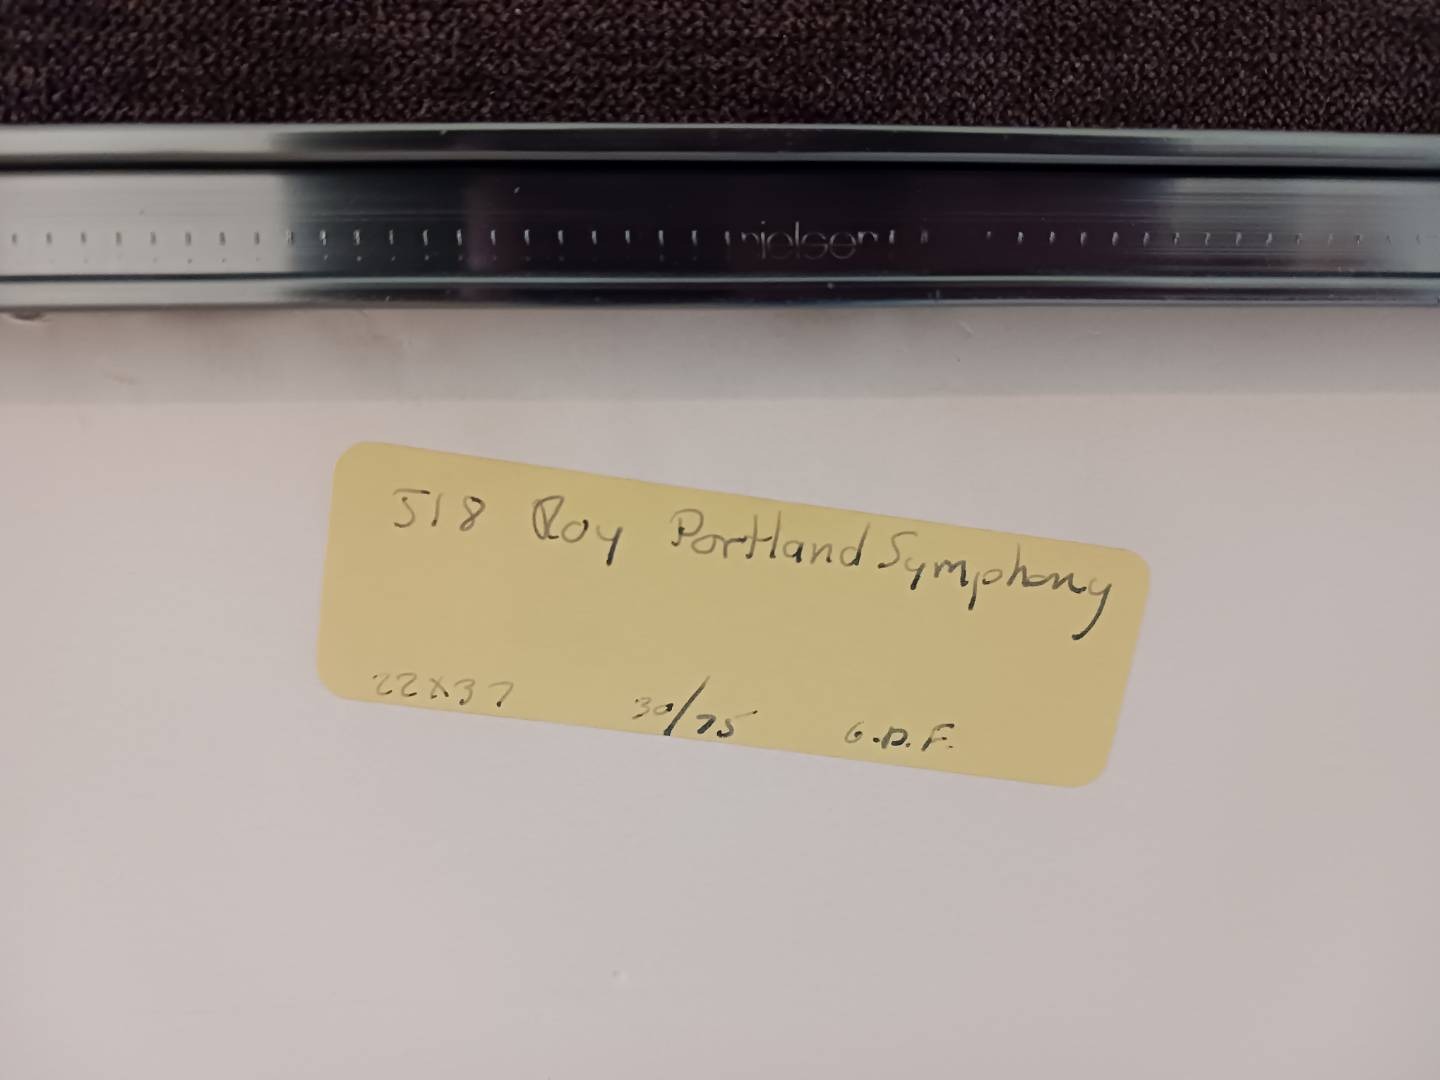 nielsen
518 Roy Portland Symphony
22x37 30/75 G.D.F.